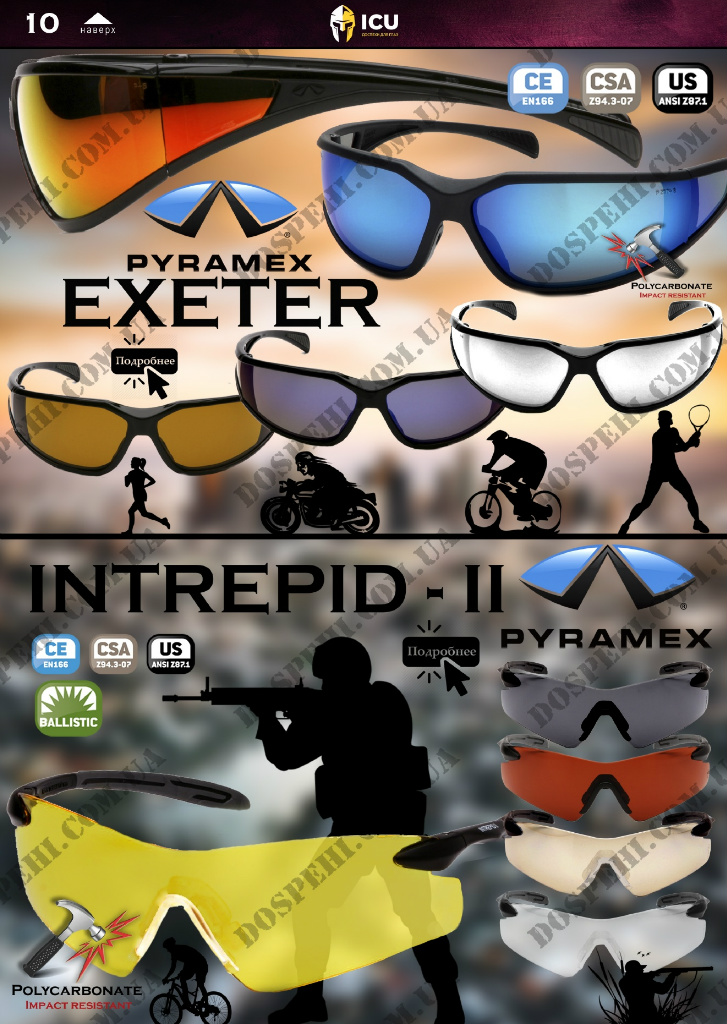 10
наверх
ICU
CE
EN166
CSA
Z94.3-07
US
ANSI Z87.1
PYRAMEX
EXETER
POLYCARBONATE
IMPACT RESISTANT
Подробнее
INTREPID - II
CE
EN166
CSA
Z94.3-07
US
ANSI Z87.1
BALLISTIC
Подробнее
PYRAMEX
POLYCARBONATE
IMPACT RESISTANT
DOSPEHI.COM.UA